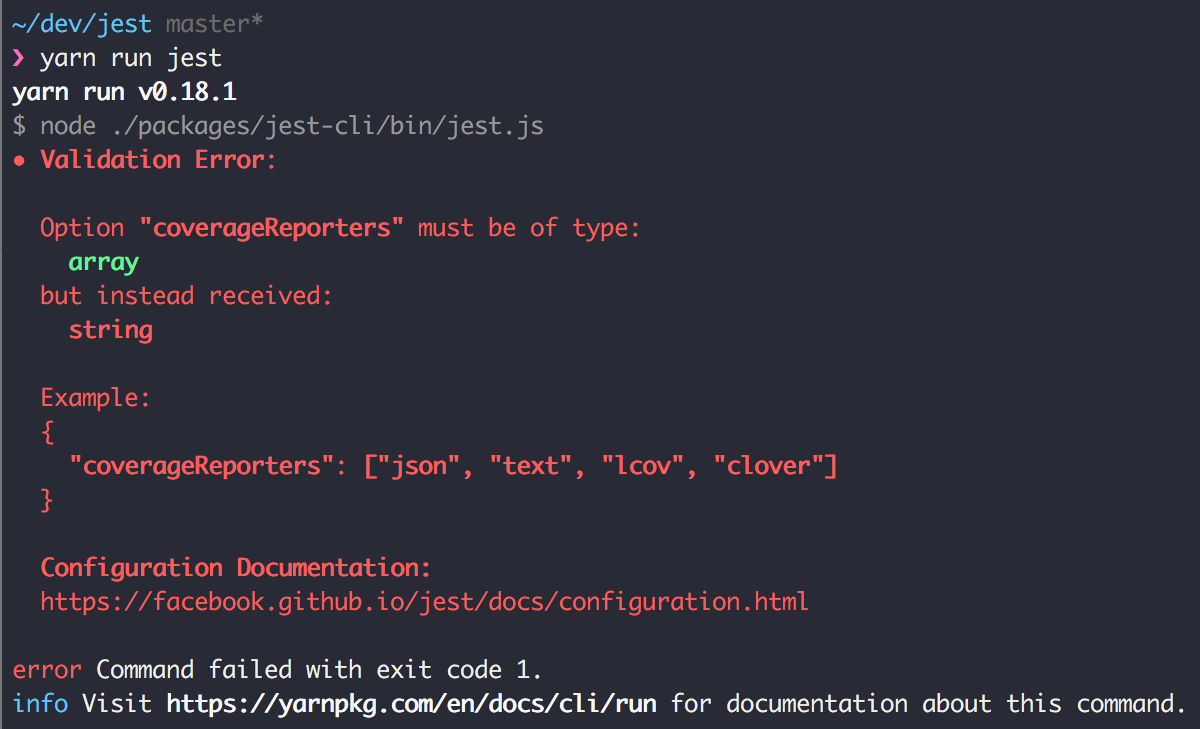 ~/dev/jest master*
❯ yarn run jest
yarn run v0.18.1
$ node ./packages/jest-cli/bin/jest.js
● Validation Error:
Option "coverageReporters" must be of type:
array
but instead received:
string
Example:
{
"coverageReporters": ["json", "text", "lcov", "clover"]
}
Configuration Documentation:
https://facebook.github.io/jest/docs/configuration.html
error Command failed with exit code 1.
info Visit https://yarnpkg.com/en/docs/cli/run for documentation about this command.